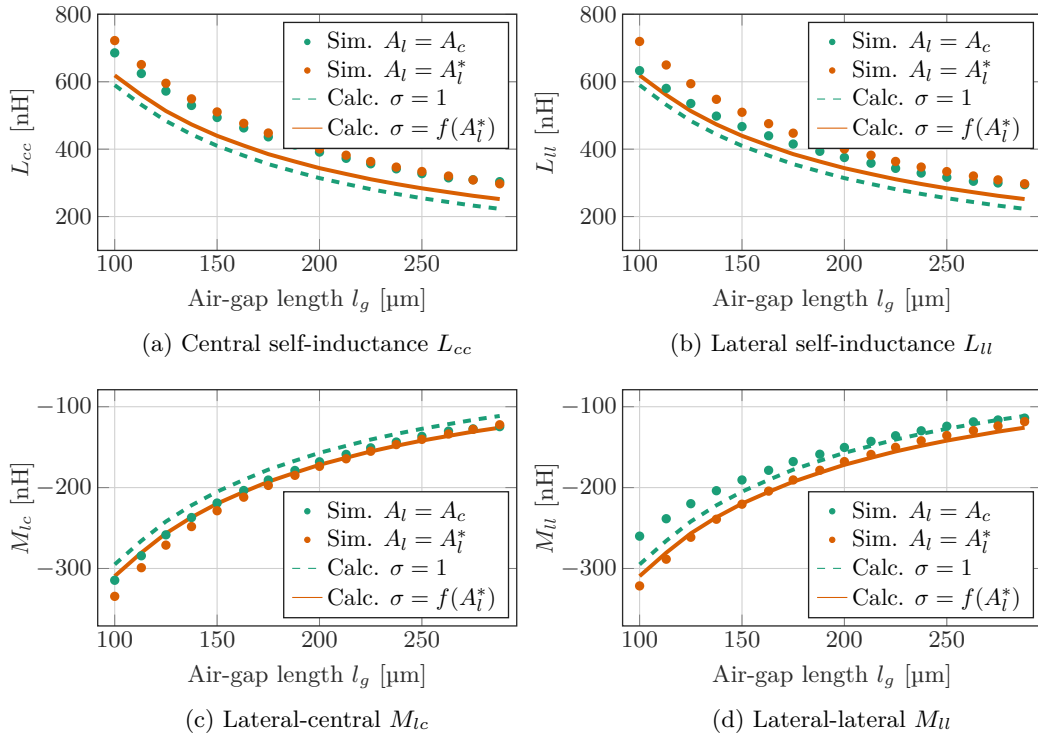 800
600
400
200
L_cc [nH]
Sim. A_l = A_c
Sim. A_l = A_l^*
Calc. σ = 1
Calc. σ = f(A_l^*)
100 150 200 250
Air-gap length l_g [µm]
(a) Central self-inductance L_cc
800
600
400
200
L_ll [nH]
Sim. A_l = A_c
Sim. A_l = A_l^*
Calc. σ = 1
Calc. σ = f(A_l^*)
100 150 200 250
Air-gap length l_g [µm]
(b) Lateral self-inductance L_ll
−100
−200
−300
M_lc [nH]
Sim. A_l = A_c
Sim. A_l = A_l^*
Calc. σ = 1
Calc. σ = f(A_l^*)
100 150 200 250
Air-gap length l_g [µm]
(c) Lateral-central M_lc
−100
−200
−300
M_ll [nH]
Sim. A_l = A_c
Sim. A_l = A_l^*
Calc. σ = 1
Calc. σ = f(A_l^*)
100 150 200 250
Air-gap length l_g [µm]
(d) Lateral-lateral M_ll